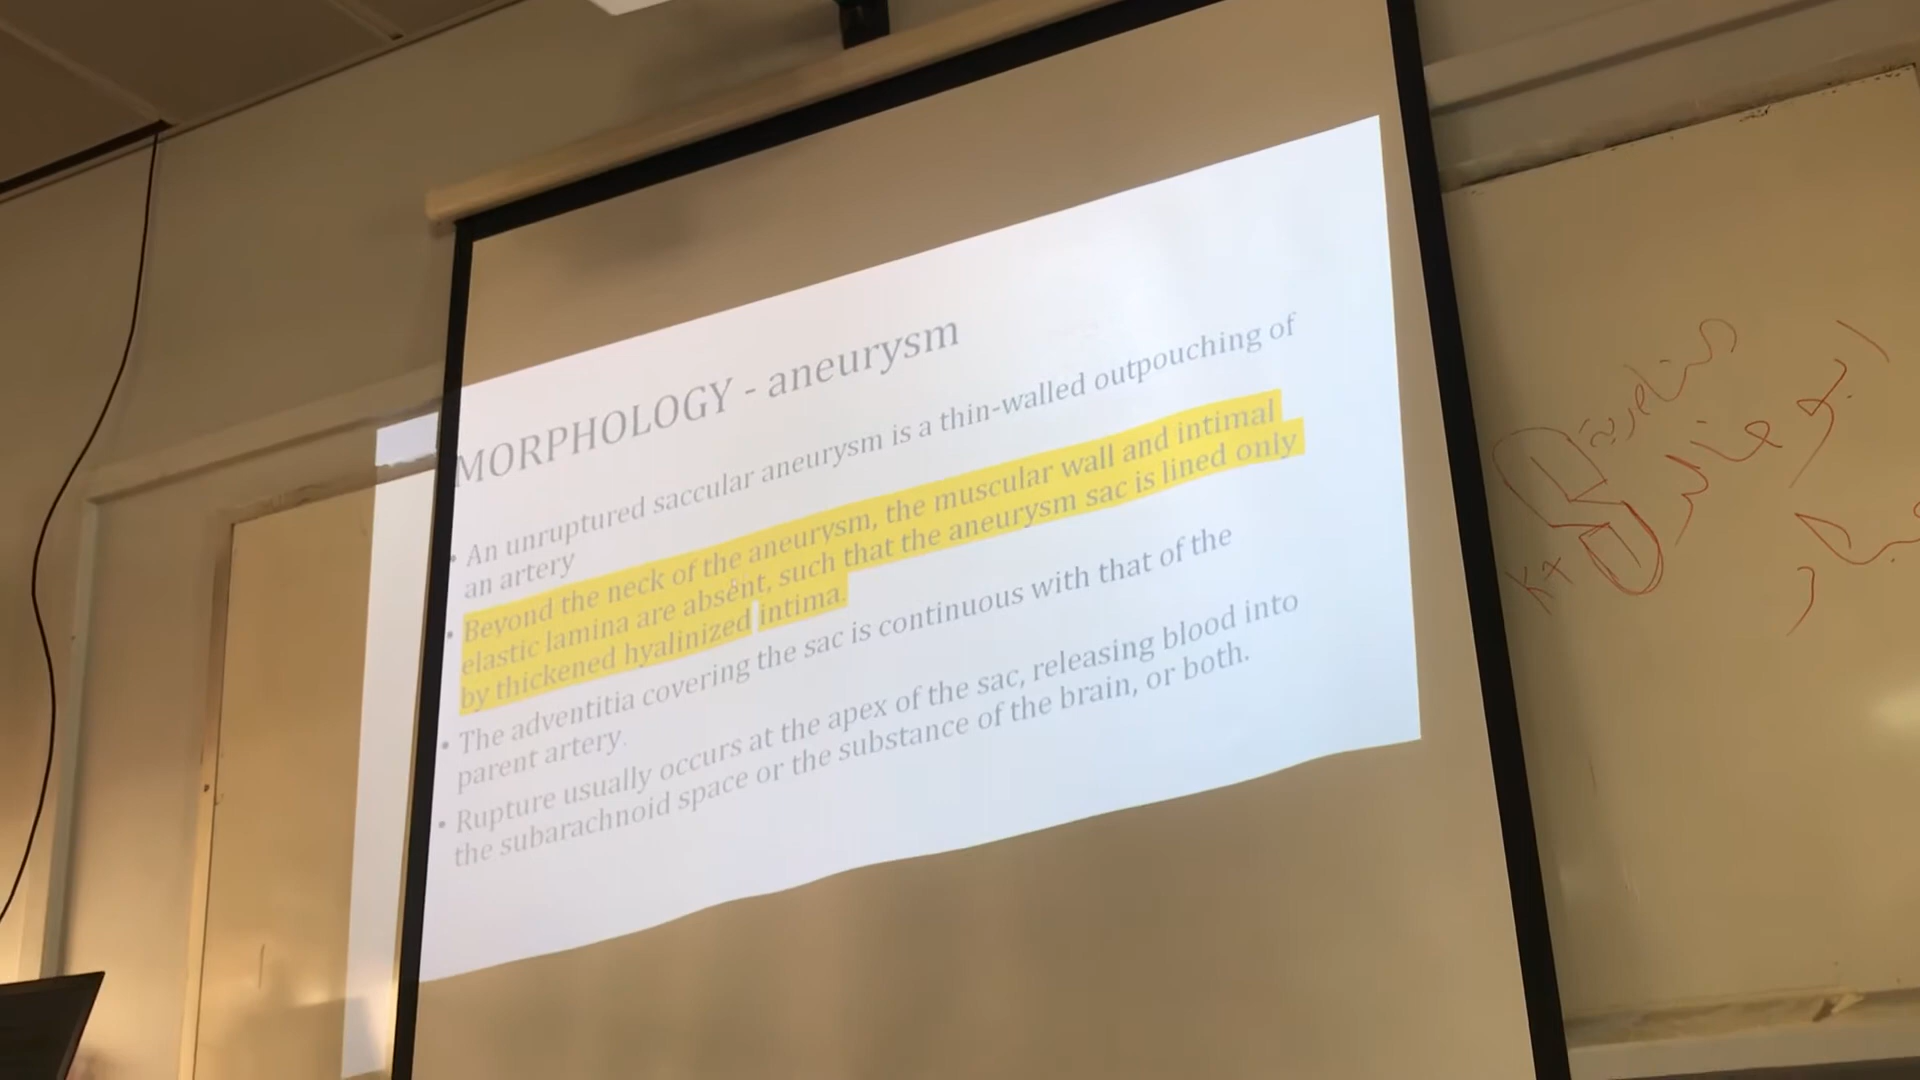 MORPHOLOGY - aneurysm
• An unruptured saccular aneurysm is a thin-walled outpouching of
an artery
• Beyond the neck of the aneurysm, the muscular wall and intimal
elastic lamina are absent, such that the aneurysm sac is lined only
by thickened hyalinized intima.
• The adventitia covering the sac is continuous with that of the
parent artery.
• Rupture usually occurs at the apex of the sac, releasing blood into
the subarachnoid space or the substance of the brain, or both.